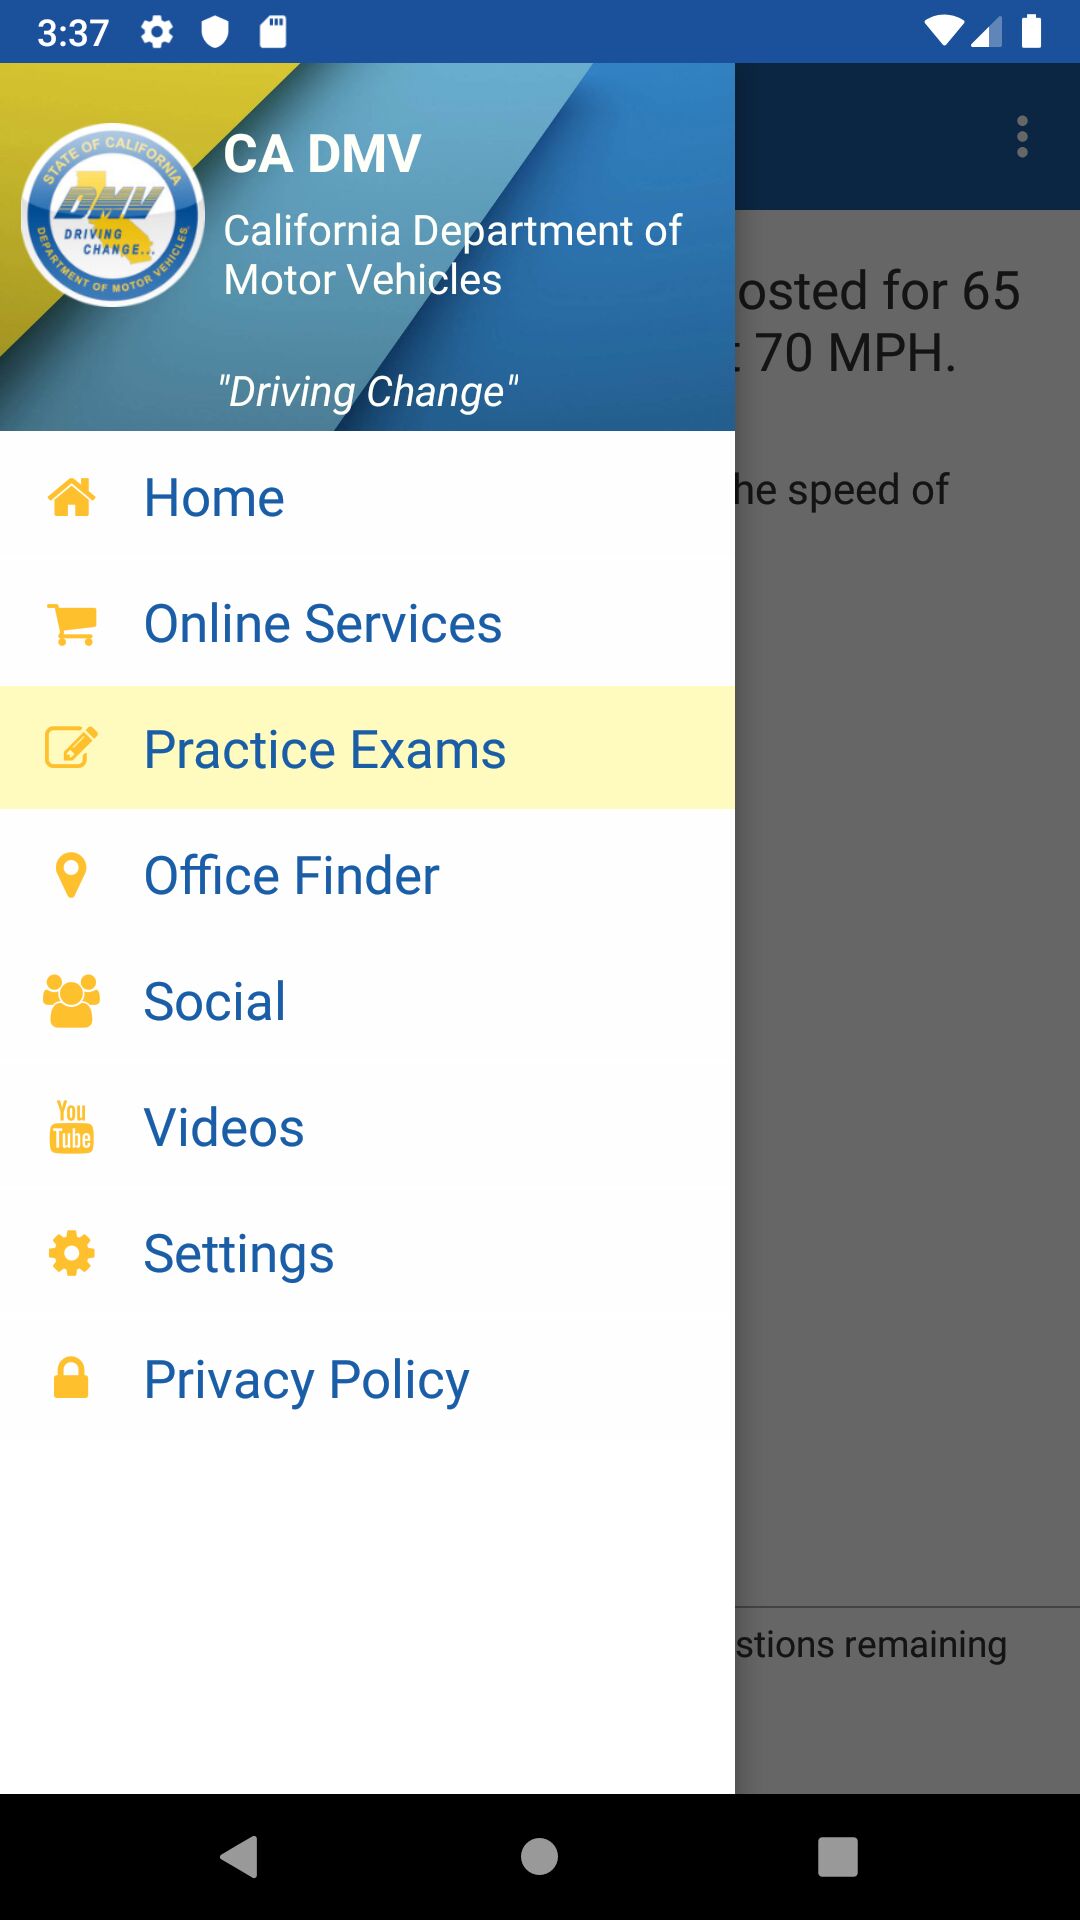 3:37
STATE OF CALIFORNIA
DMV
DRIVING
CHANGE...
DEPARTMENT OF MOTOR VEHICLES
CA DMV
California Department of
Motor Vehicles
"Driving Change"
osted for 65
70 MPH.
he speed of
Home
Online Services
Practice Exams
Office Finder
Social
You
Tube
Videos
Settings
Privacy Policy
stions remaining